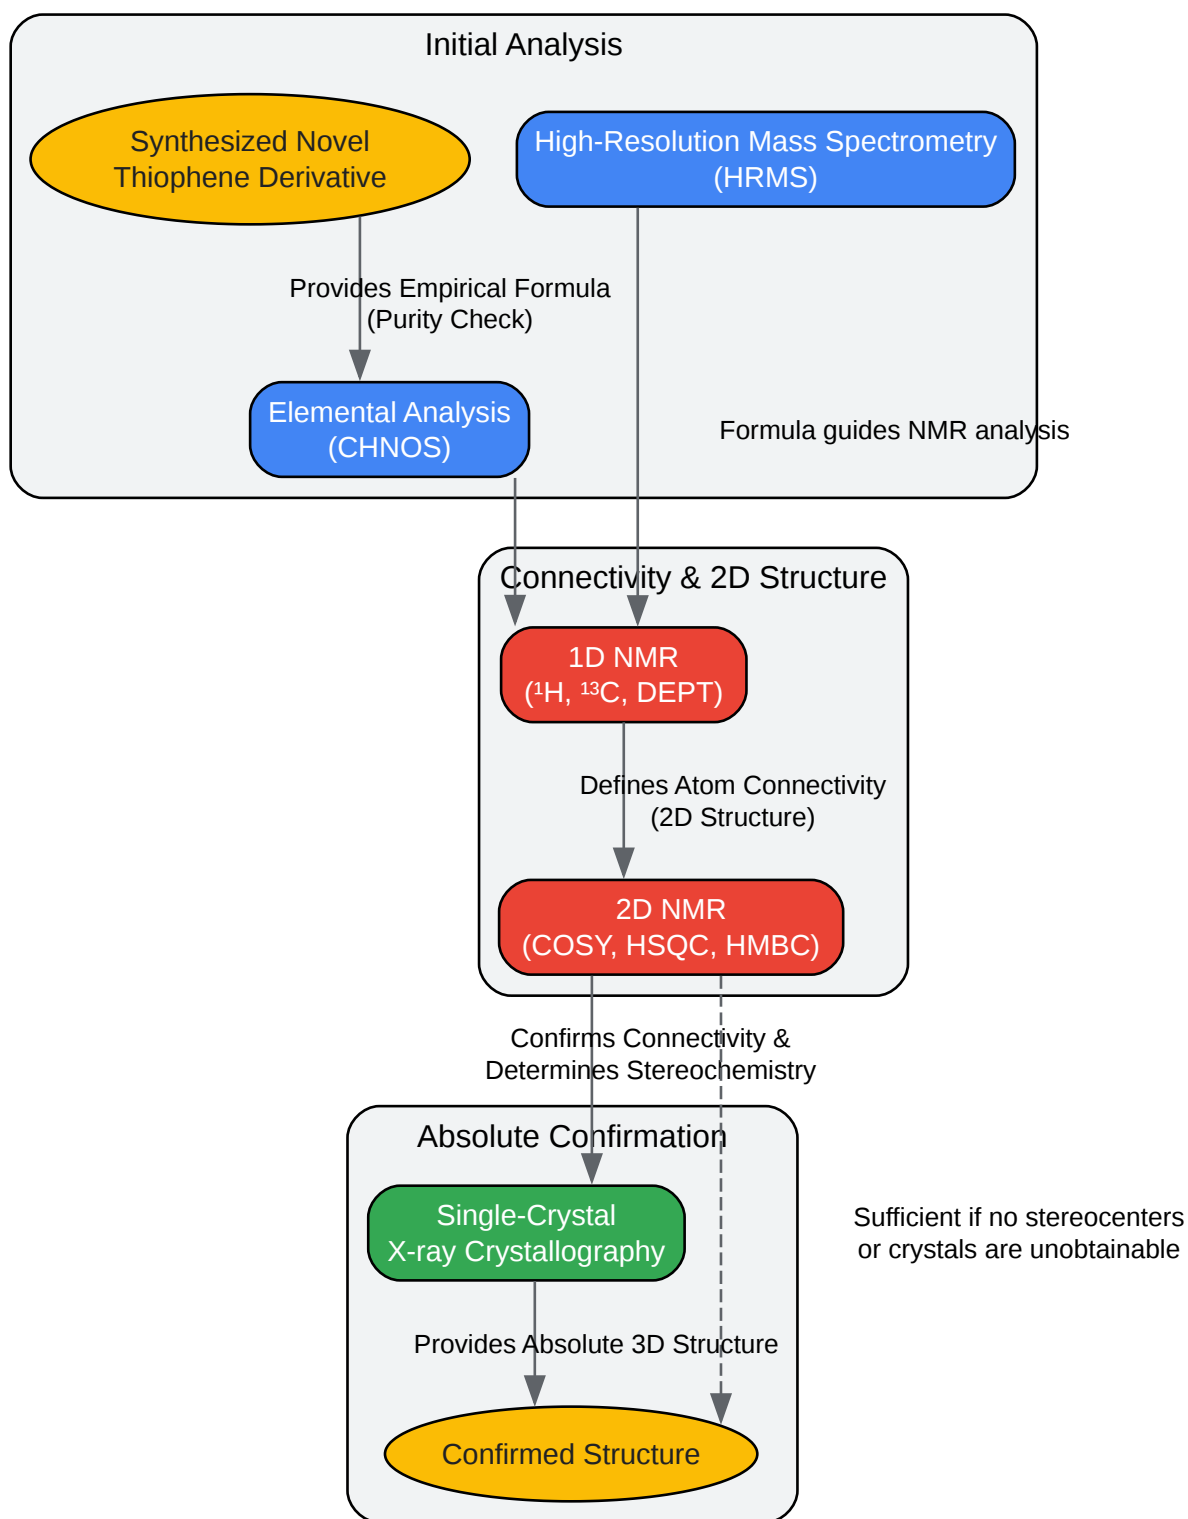 Initial Analysis
Synthesized Novel
Thiophene Derivative
High-Resolution Mass Spectrometry
(HRMS)
Provides Empirical Formula
(Purity Check)
Elemental Analysis
(CHNOS)
Formula guides NMR analysis
Connectivity & 2D Structure
1D NMR
(¹H, ¹³C, DEPT)
Defines Atom Connectivity
(2D Structure)
2D NMR
(COSY, HSQC, HMBC)
Confirms Connectivity &
Determines Stereochemistry
Absolute Confirmation
Single-Crystal
X-ray Crystallography
Sufficient if no stereocenters
or crystals are unobtainable
Provides Absolute 3D Structure
Confirmed Structure